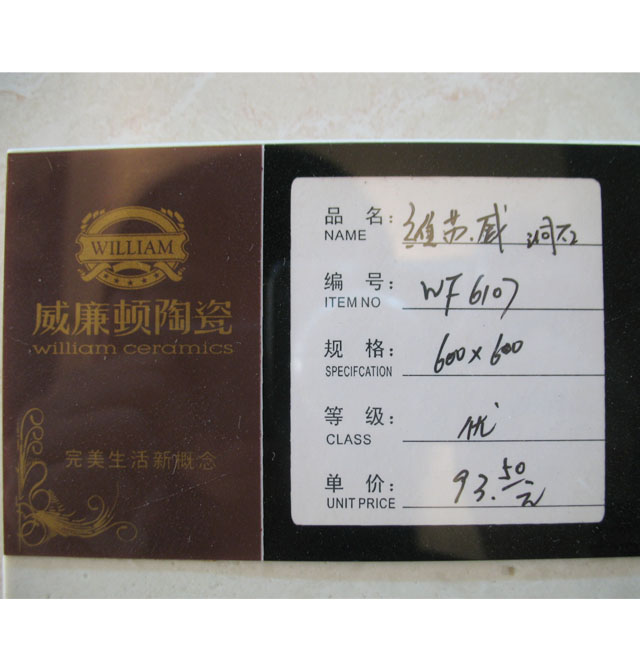 WILLIAM
威廉顿陶瓷
william ceramics
完美生活新概念
品 名: 维苏威 洞石
NAME
编 号: WF6107
ITEM NO
规 格: 600×600
SPECIFCATION
等 级: 优
CLASS
单 价: 93.50元
UNIT PRICE